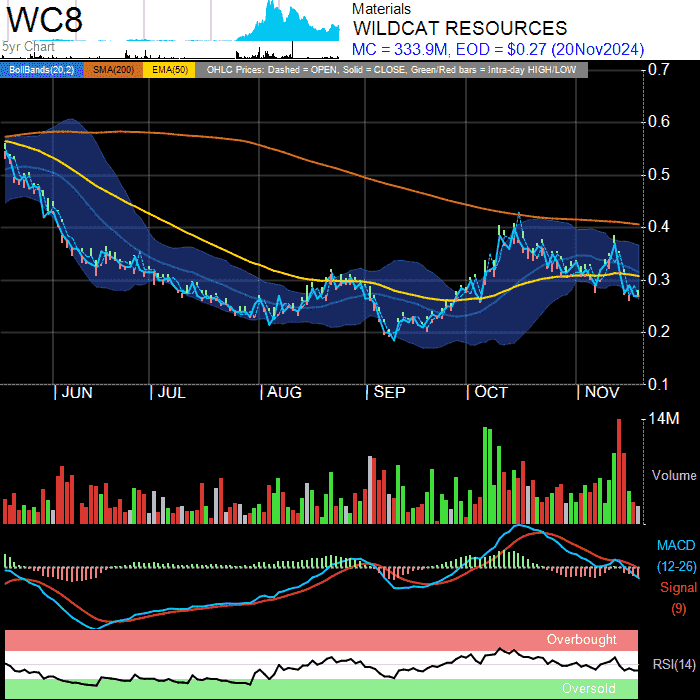 WC8
5yr Chart
Materials
WILDCAT RESOURCES
MC = 333.9M, EOD = $0.27 (20Nov2024)
BollBands(20,2) SMA(200) EMA(50) OHLC Prices: Dashed = OPEN, Solid = CLOSE, Green/Red bars = Intra-day HIGH/LOW
0.7
0.6
0.5
0.4
0.3
0.2
0.1
| JUN | JUL | AUG | SEP | OCT | NOV
14M
Volume
MACD
(12-26)
Signal
(9)
Overbought
RSI(14)
Oversold